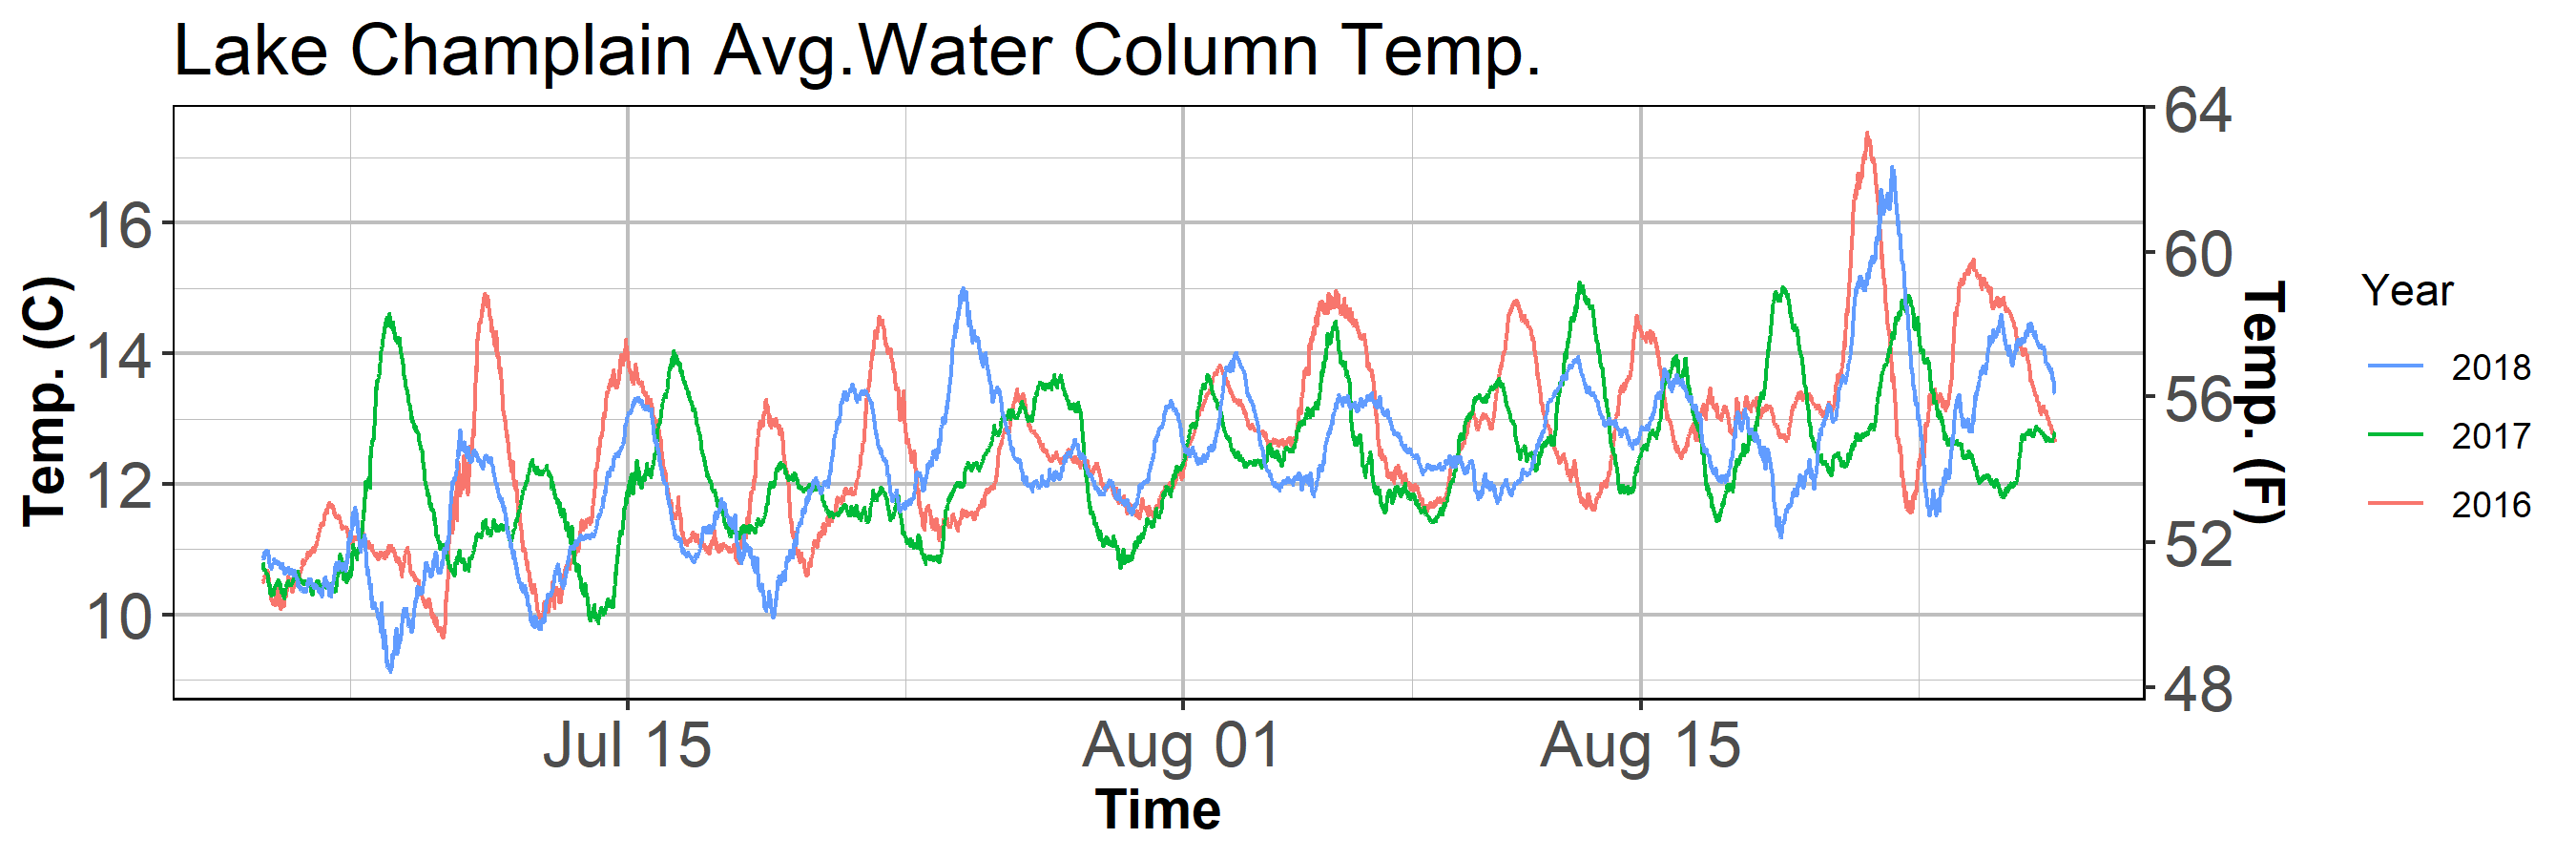 Lake Champlain Avg.Water Column Temp.
Temp. (C)
16
14
12
10
64
60
56
52
48
Temp. (F)
Jul 15
Aug 01
Aug 15
Time
Year
2018
2017
2016